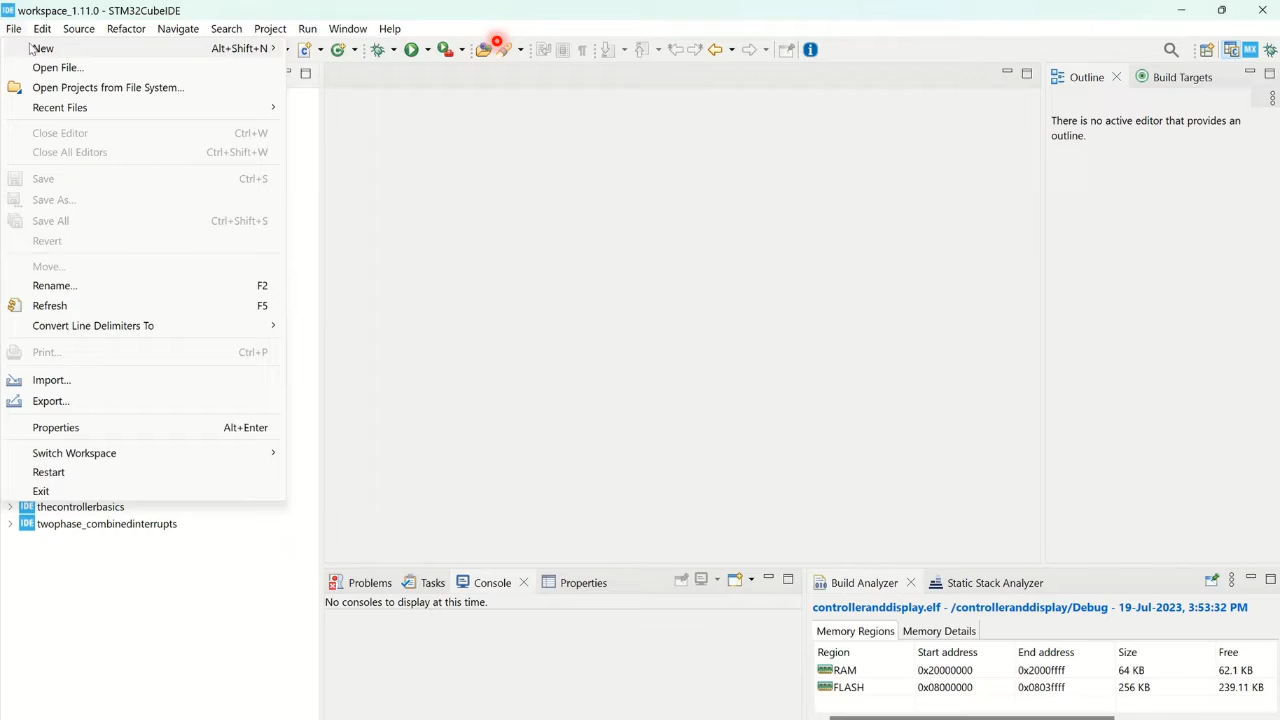 IDE workspace_1.11.0 - STM32CubeIDE
File Edit Source Refactor Navigate Search Project Run Window Help
New Alt+Shift+N
Open File...
Open Projects from File System...
Recent Files
Close Editor Ctrl+W
Close All Editors Ctrl+Shift+W
Save Ctrl+S
Save As...
Save All Ctrl+Shift+S
Revert
Move...
Rename... F2
Refresh F5
Convert Line Delimiters To
Print... Ctrl+P
Import...
Export...
Properties Alt+Enter
Switch Workspace
Restart
Exit
IDE thecontrollerbasics
IDE twophase_combinedinterrupts
MX
Outline Build Targets
There is no active editor that provides an
outline.
Problems Tasks Console Properties
No consoles to display at this time.
Build Analyzer Static Stack Analyzer
controlleranddisplay.elf - /controlleranddisplay/Debug - 19-Jul-2023, 3:53:32 PM
Memory Regions Memory Details
Region Start address End address Size Free
RAM 0x20000000 0x2000ffff 64 KB 62.1 KB
FLASH 0x08000000 0x0803ffff 256 KB 239.11 KB